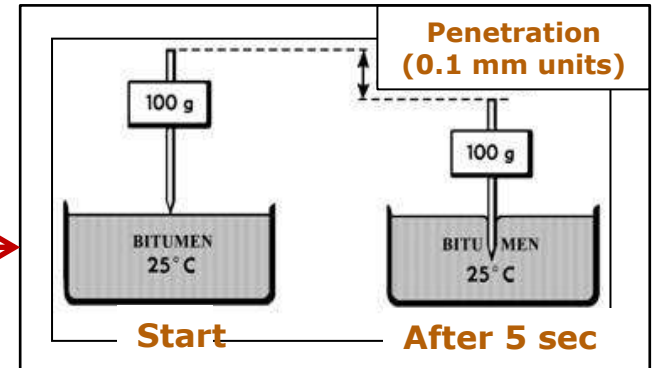 Penetration
(0.1 mm units)
100 g
100 g
BITUMEN
25°C
BITU MEN
25°C
Start
After 5 sec